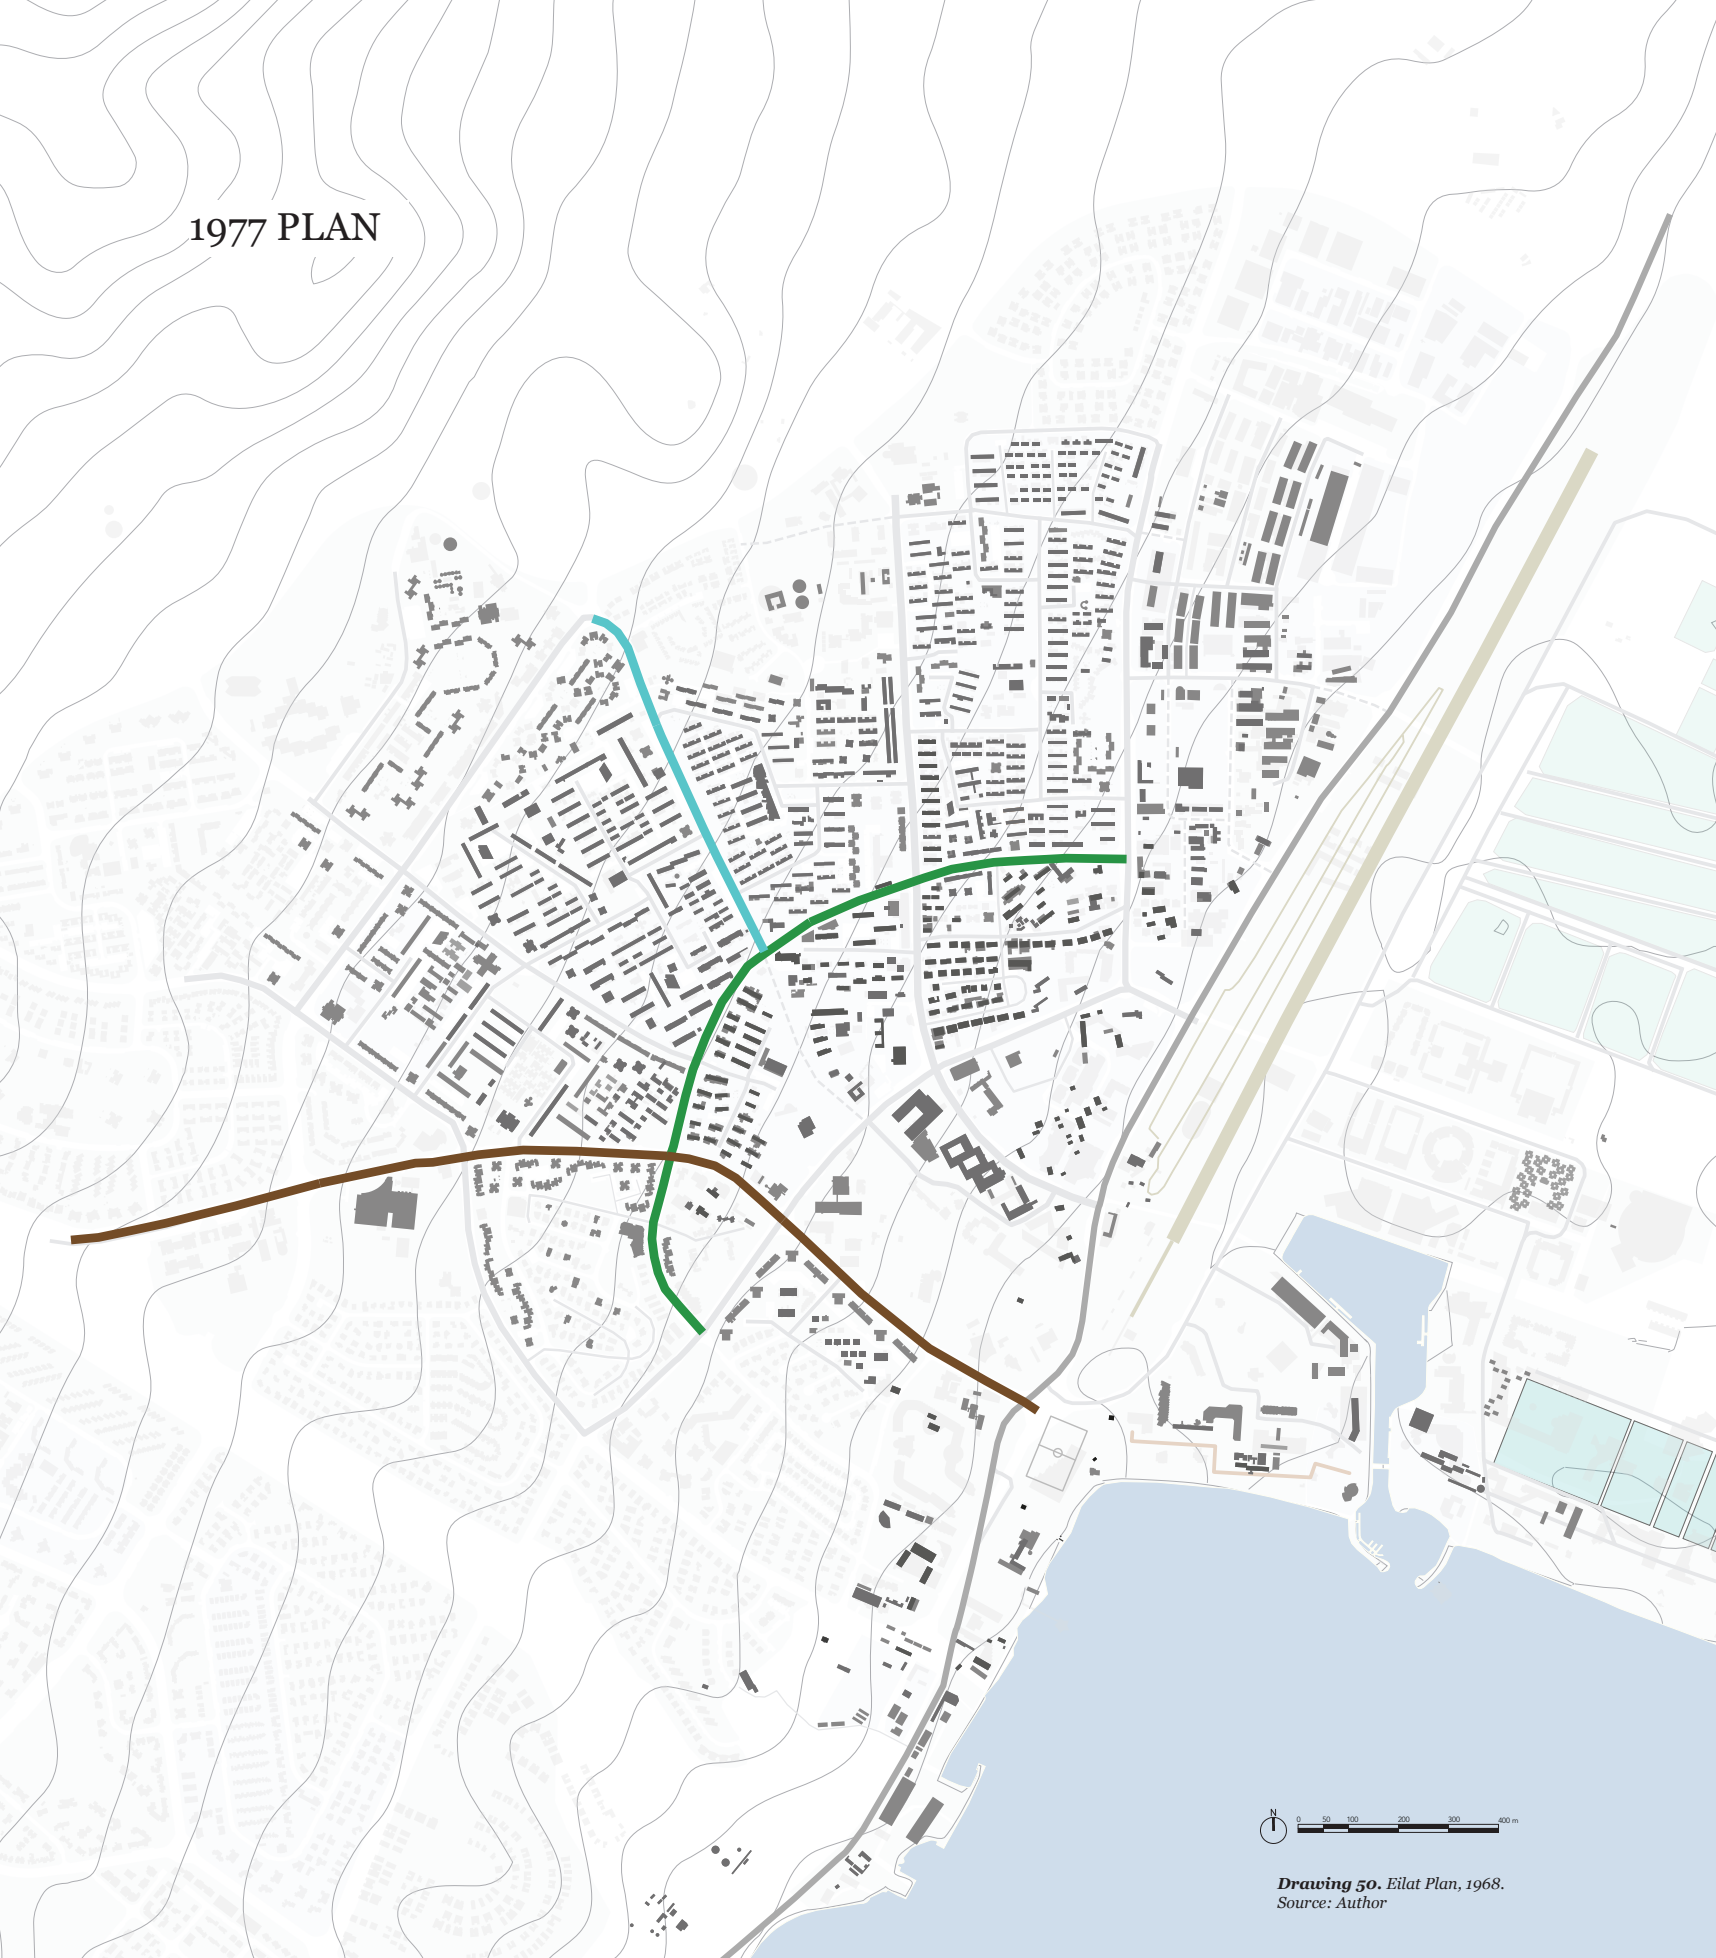 1977 PLAN
N
0 50 100 200 300 400 m
Drawing 50. Eilat Plan, 1968.
Source: Author